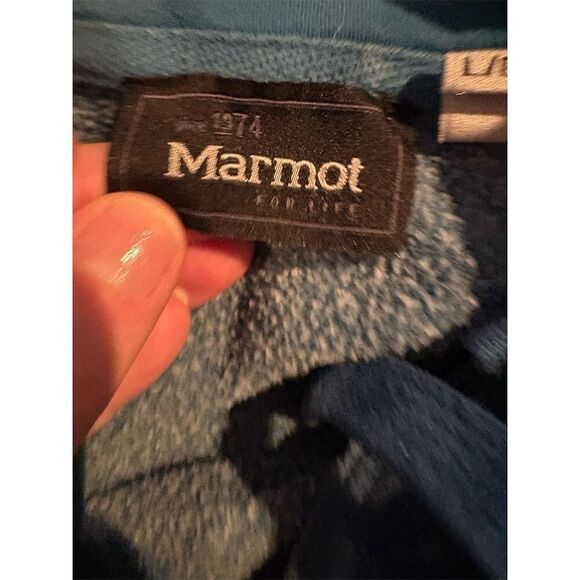 Since 1974
Marmot
FOR LIFE
L/